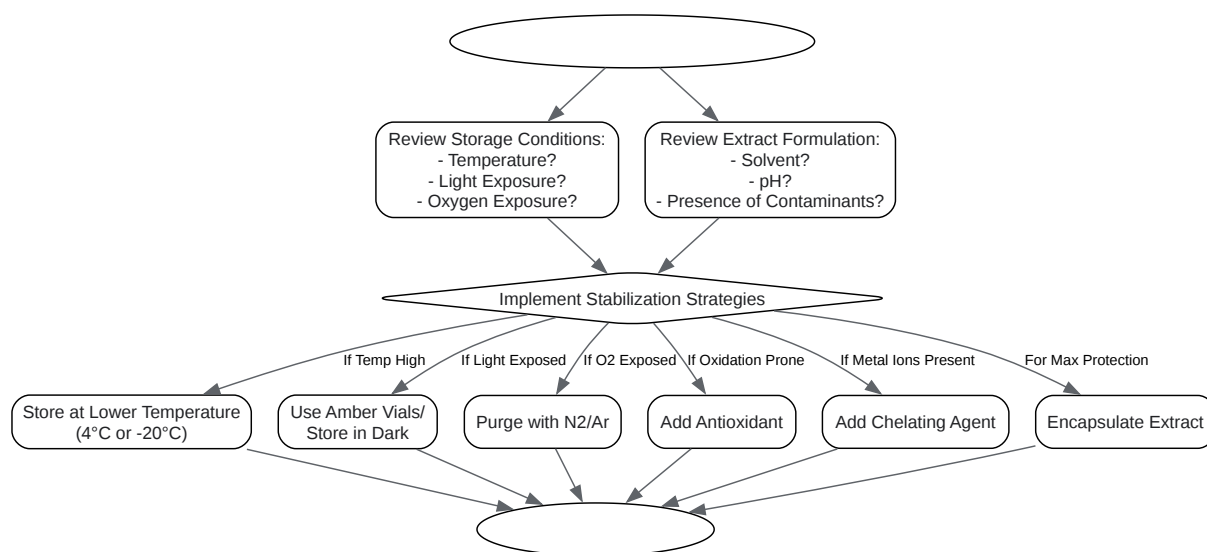 Review Storage Conditions:
- Temperature?
- Light Exposure?
- Oxygen Exposure?
Review Extract Formulation:
- Solvent?
- pH?
- Presence of Contaminants?
Implement Stabilization Strategies
If Temp High
If Light Exposed
If O2 Exposed
If Oxidation Prone
If Metal Ions Present
For Max Protection
Store at Lower Temperature
(4°C or -20°C)
Use Amber Vials/
Store in Dark
Purge with N2/Ar
Add Antioxidant
Add Chelating Agent
Encapsulate Extract